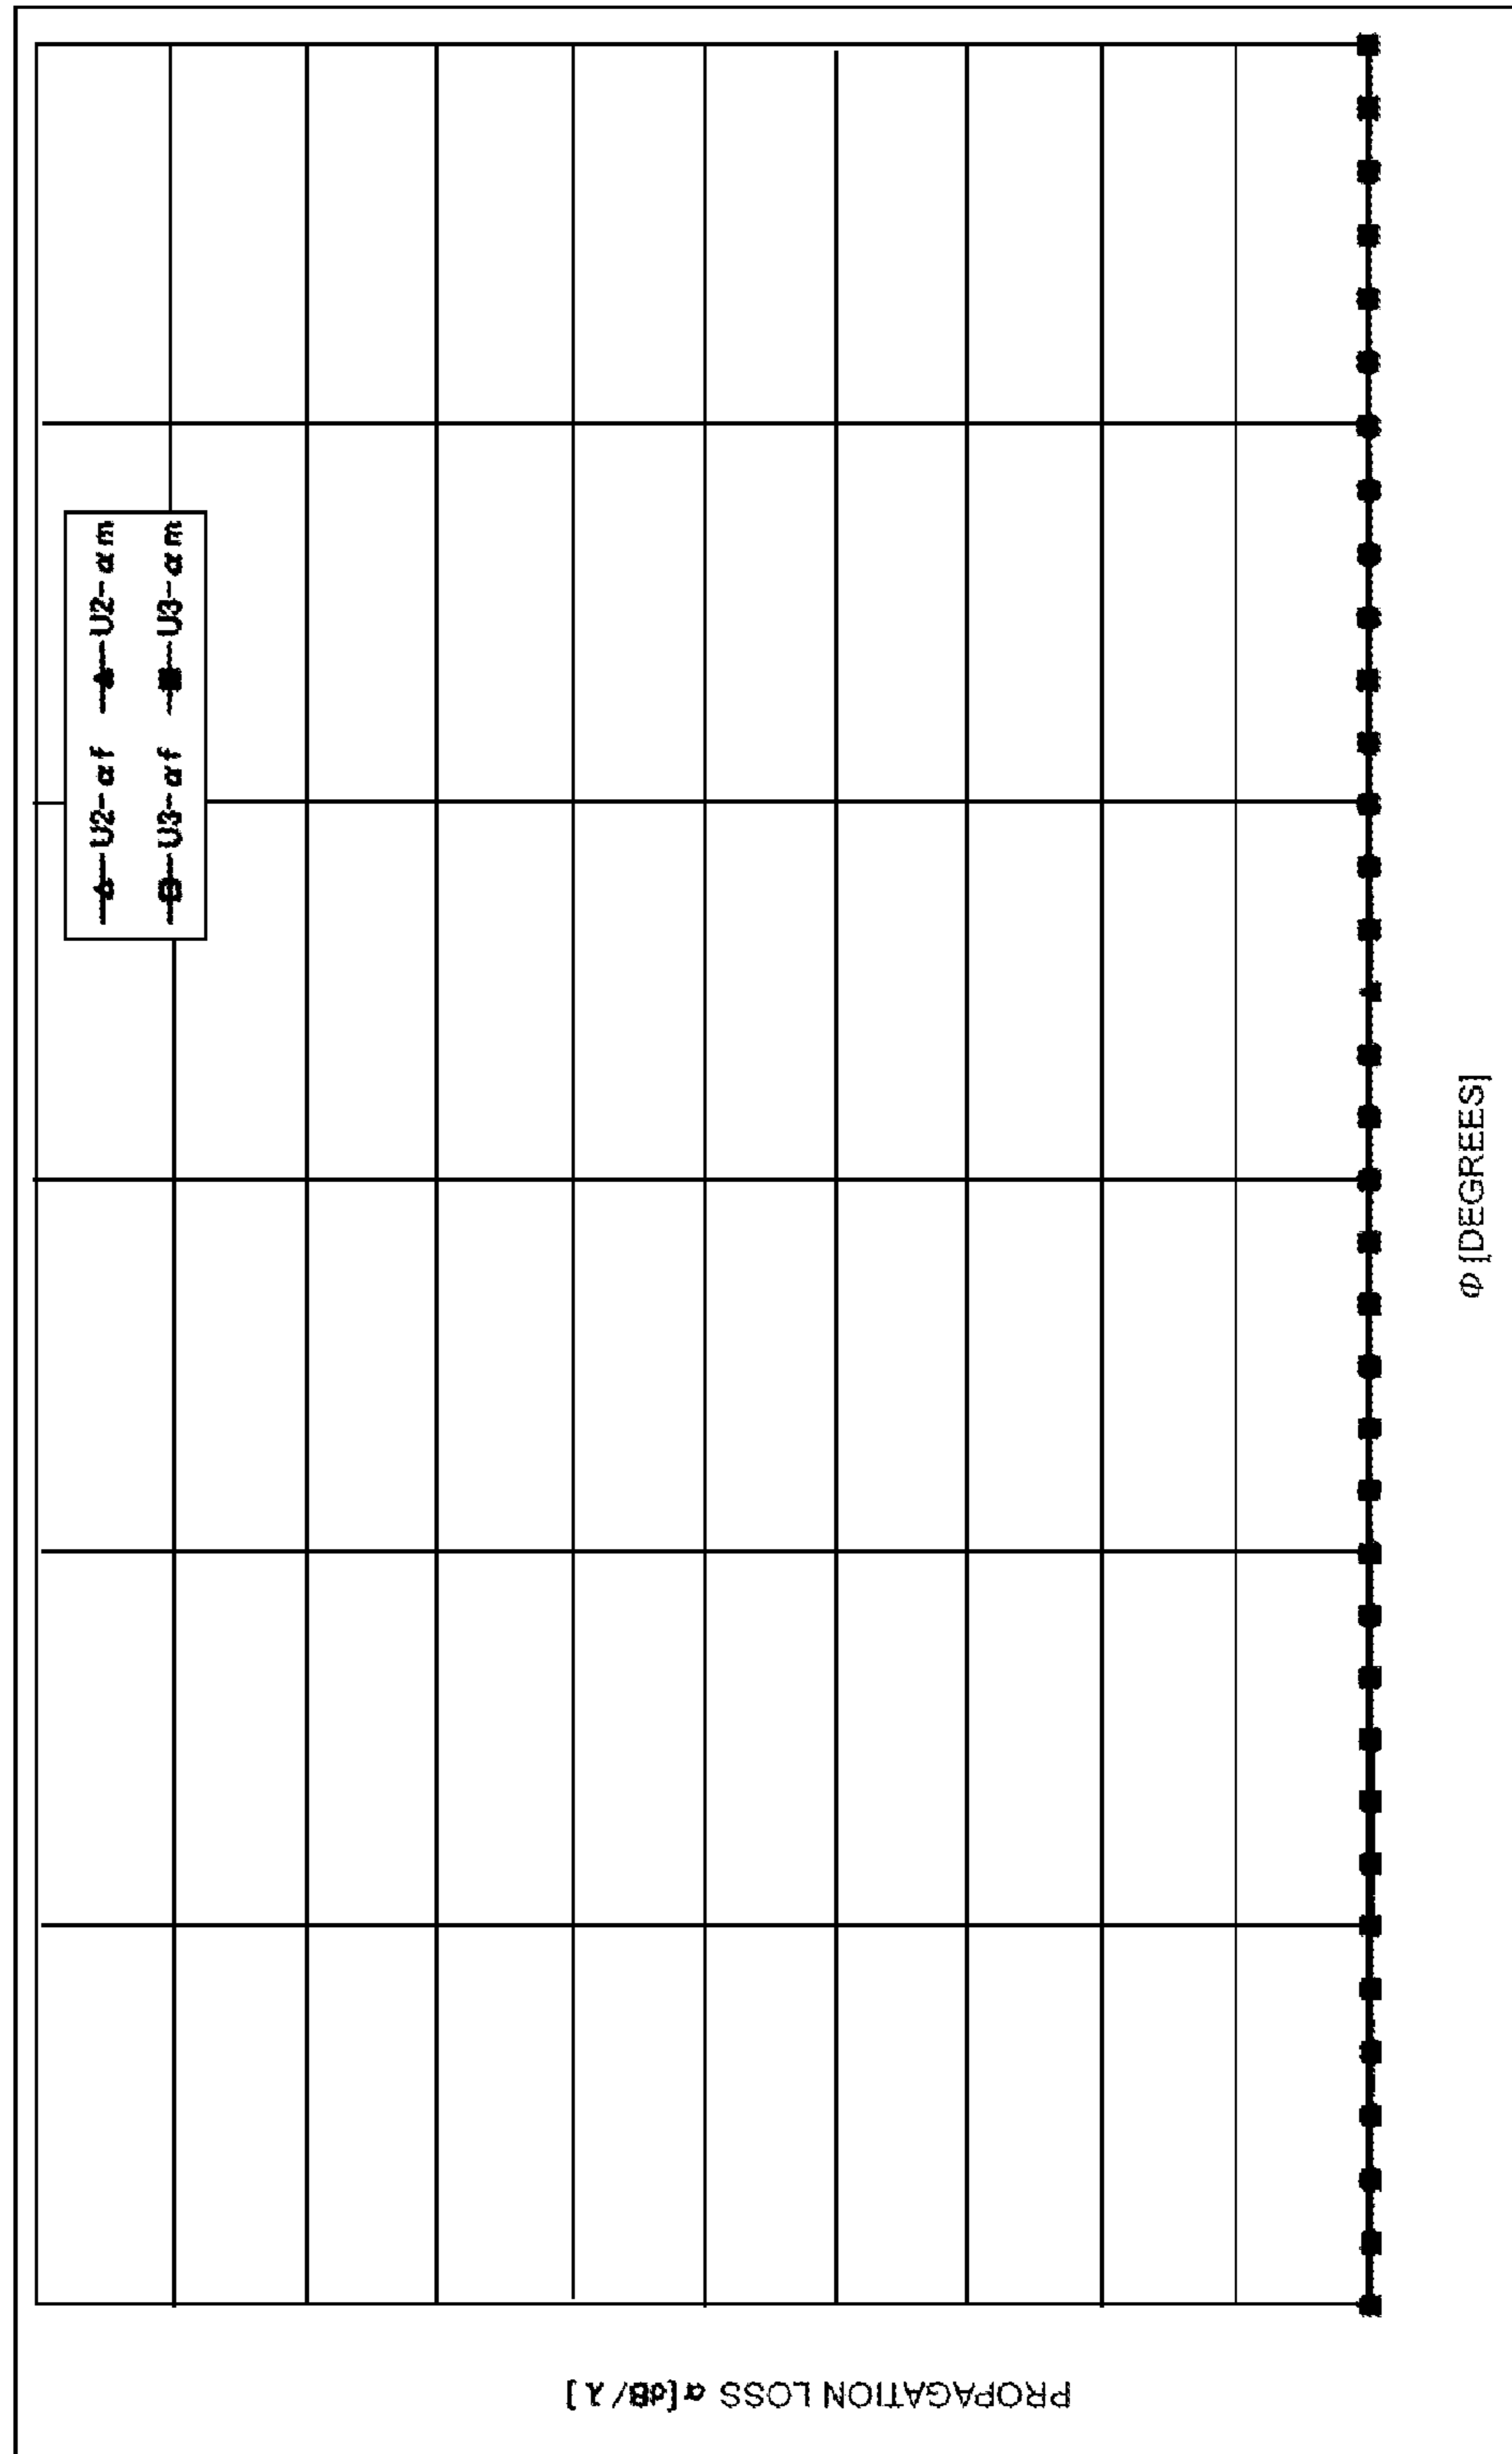 U2-αf U2-αm
U3-αf U3-αm
PROPAGATION LOSS α[dB/λ]
Φ [DEGREES]